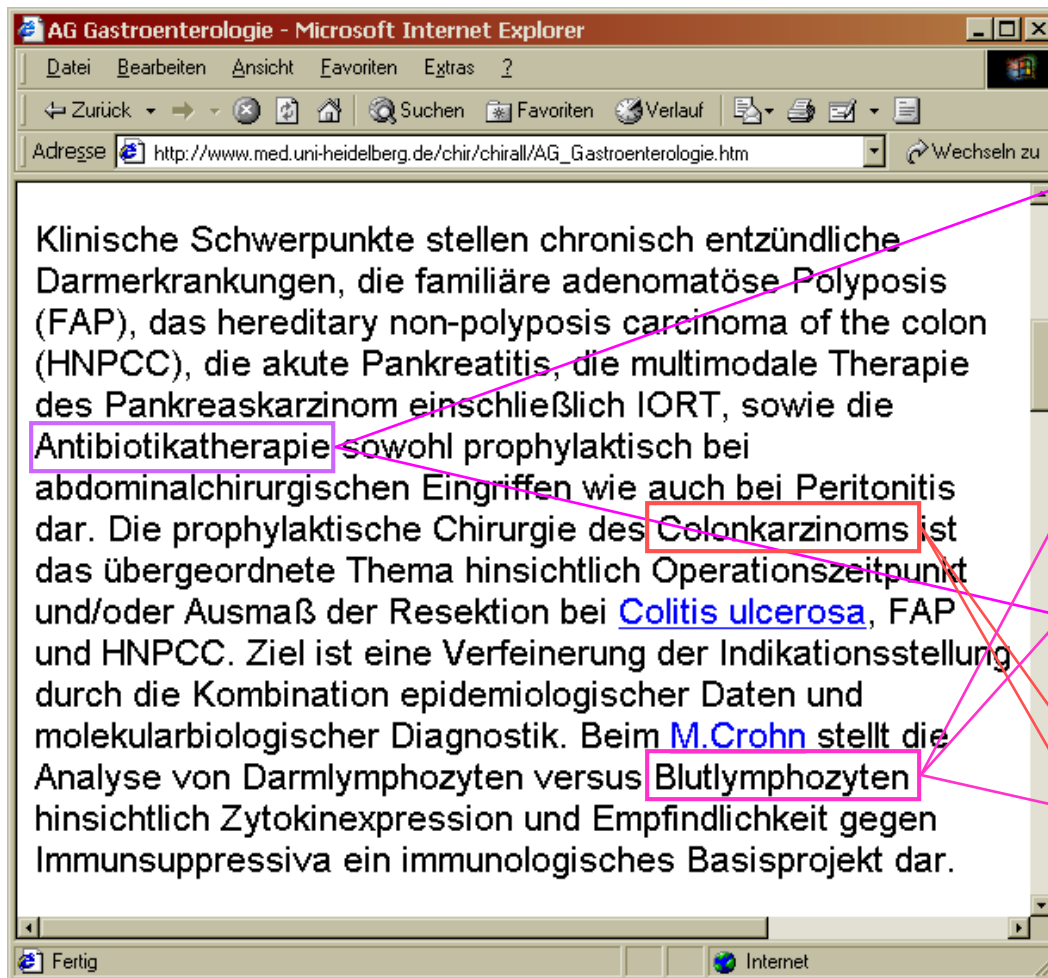 AG Gastroenterologie - Microsoft Internet Explorer
Datei Bearbeiten Ansicht Favoriten Extras ?
Zurück Suchen Favoriten Verlauf
Adresse http://www.med.uni-heidelberg.de/chir/chirall/AG_Gastroenterologie.htm Wechseln zu
Klinische Schwerpunkte stellen chronisch entzündliche
Darmerkrankungen, die familiäre adenomatöse Polyposis
(FAP), das hereditary non-polyposis carcinoma of the colon
(HNPCC), die akute Pankreatitis, die multimodale Therapie
des Pankreaskarzinom einschließlich IORT, sowie die
Antibiotikatherapie sowohl prophylaktisch bei
abdominalchirurgischen Eingriffen wie auch bei Peritonitis
dar. Die prophylaktische Chirurgie des Colonkarzinoms ist
das übergeordnete Thema hinsichtlich Operationszeitpunkt
und/oder Ausmaß der Resektion bei Colitis ulcerosa, FAP
und HNPCC. Ziel ist eine Verfeinerung der Indikationsstellung
durch die Kombination epidemiologischer Daten und
molekularbiologischer Diagnostik. Beim M.Crohn stellt die
Analyse von Darmlymphozyten versus Blutlymphozyten
hinsichtlich Zytokinexpression und Empfindlichkeit gegen
Immunsuppressiva ein immunologisches Basisprojekt dar.
Fertig Internet